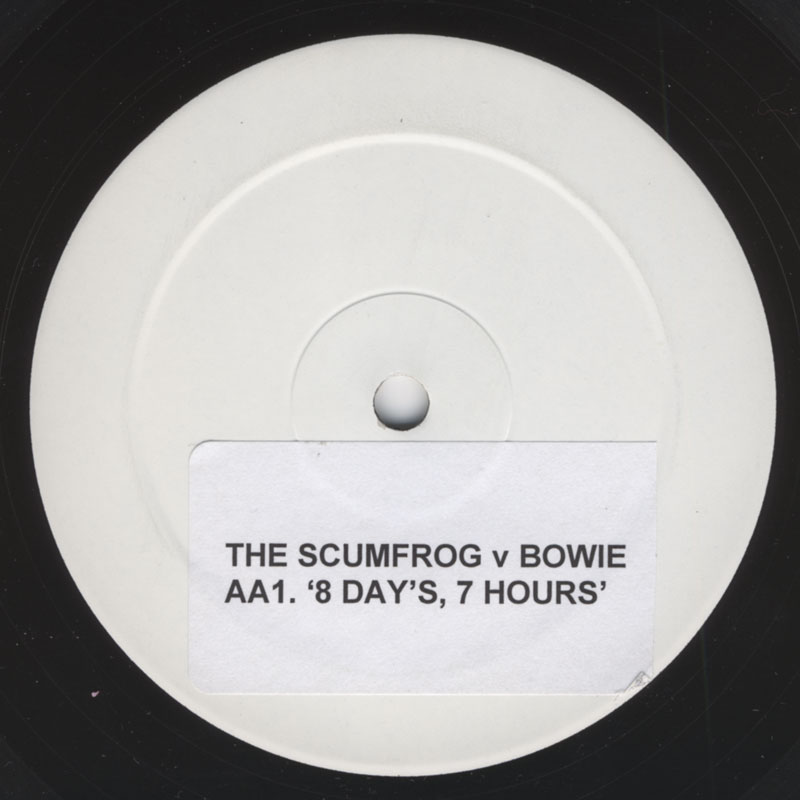 THE SCUMFROG v BOWIE
AA1. ‘8 DAY’S, 7 HOURS’